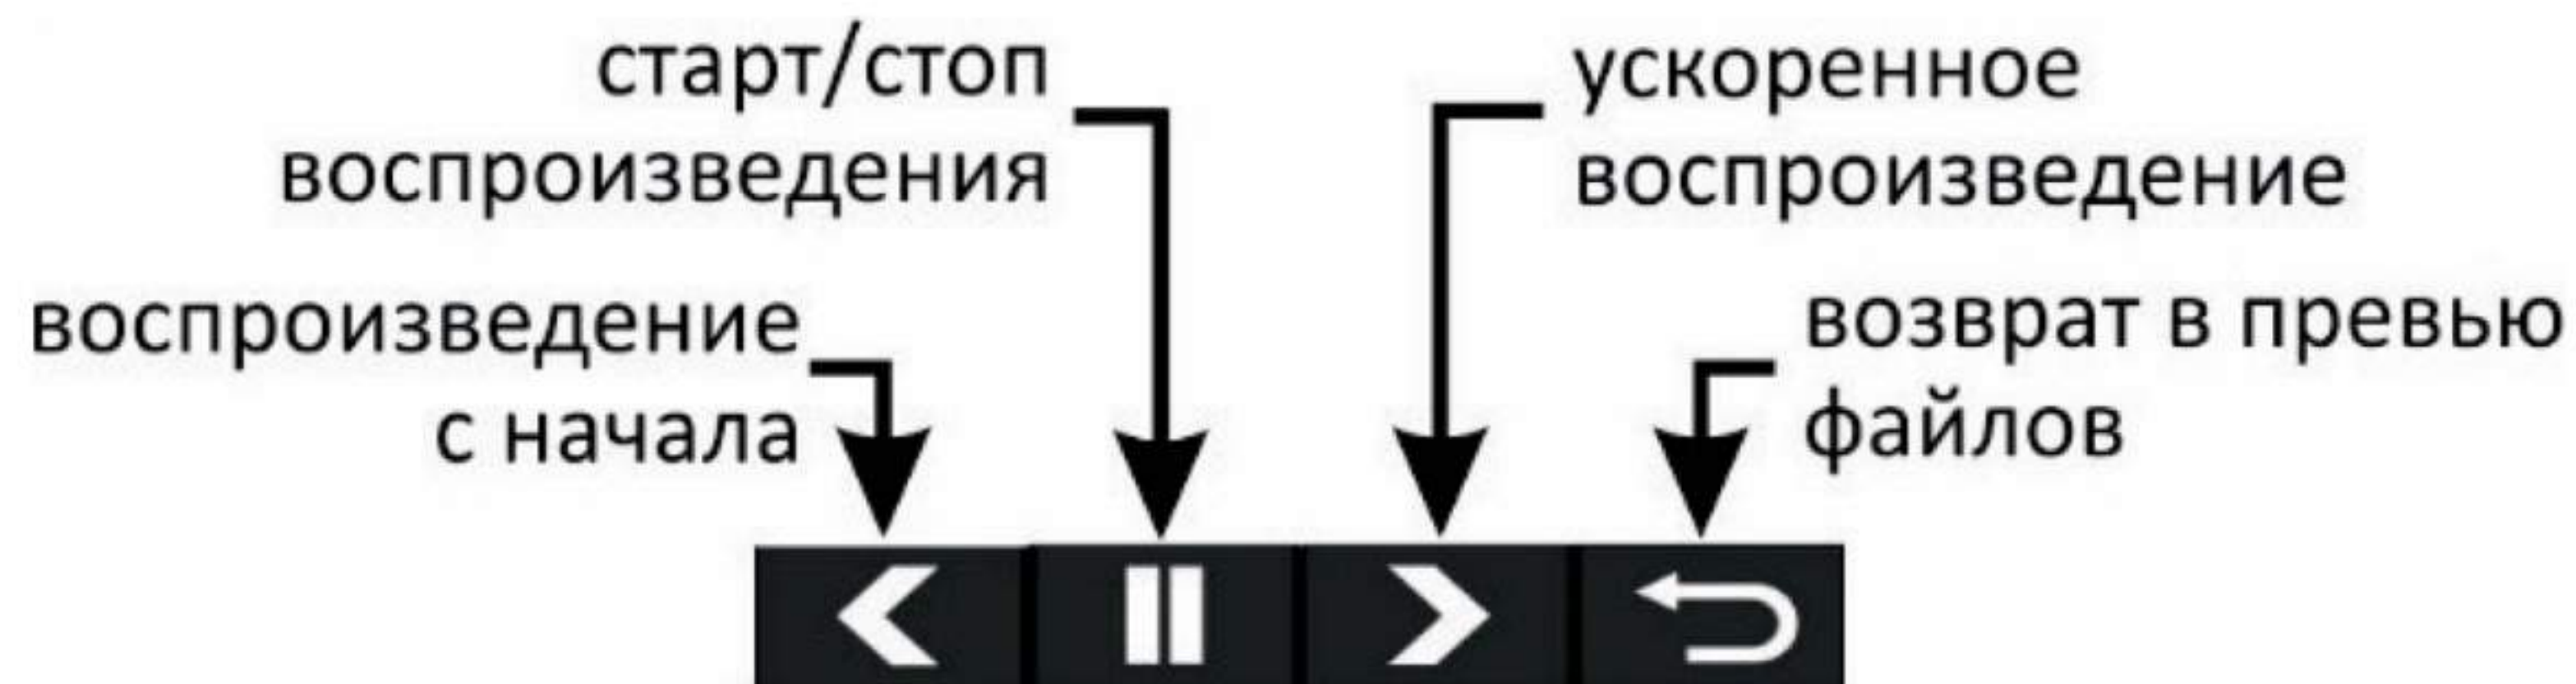 старт/стоп
воспроизведения
ускоренное
воспроизведение
воспроизведение
с начала
возврат в превью
файлов